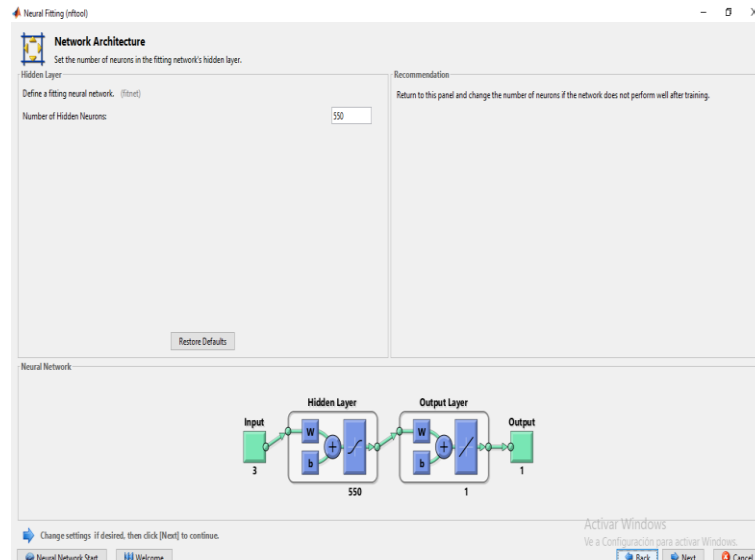 Neural Fitting (nftool)
Network Architecture
Set the number of neurons in the fitting network's hidden layer.
Hidden Layer
Define a fitting neural network. (fitnet)
Number of Hidden Neurons:
550
Restore Defaults
Recommendation
Return to this panel and change the number of neurons if the network does not perform well after training.
Neural Network
Hidden Layer
Output Layer
Input
Output
W
b
+
W
b
+
3
550
1
1
Activar Windows
Ve a Configuración para activar Windows.
Change settings if desired, then click [Next] to continue.
Neural Network Start
Welcome
Back
Next
Cancel